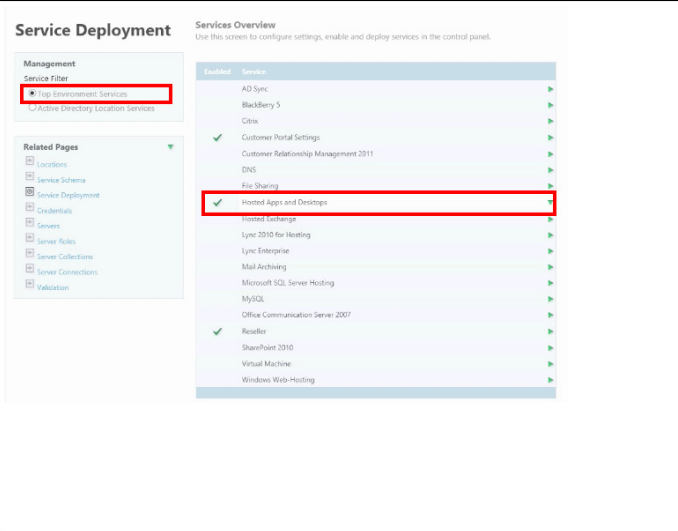 Service Deployment
Services Overview
Use this screen to configure settings, enable and deploy services in the control panel.
Management
Service Filter
Top Environment Services
Active Directory Location Services
Related Pages
Locations
Service Schema
Service Deployment
Credentials
Servers
Server Roles
Server Collections
Server Connections
Validation
Enabled Service
AD Sync
BlackBerry 5
Citrix
Customer Portal Settings
Customer Relationship Management 2011
DNS
File Sharing
Hosted Apps and Desktops
Hosted Exchange
Lync 2010 for Hosting
Lync Enterprise
Mail Archiving
Microsoft SQL Server Hosting
MySQL
Office Communication Server 2007
Reseller
SharePoint 2010
Virtual Machine
Windows Web-Hosting